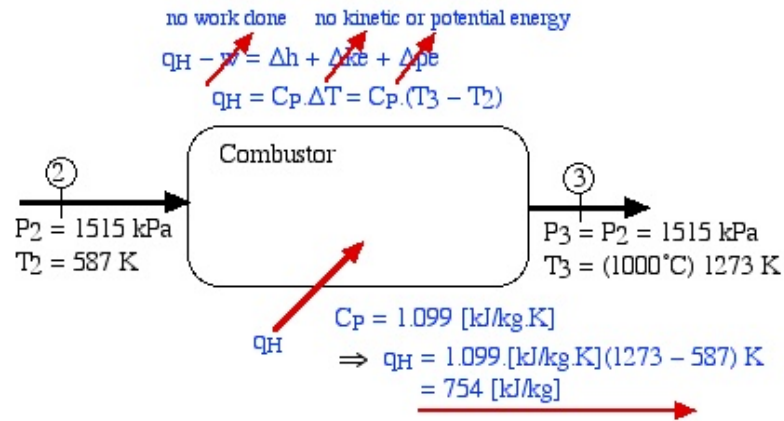 no work done no kinetic or potential energy
qH – w = Δh + Δke + Δpe
qH = CP.ΔT = CP.(T3 – T2)
Combustor
2
3
P2 = 1515 kPa
T2 = 587 K
P3 = P2 = 1515 kPa
T3 = (1000°C) 1273 K
qH
CP = 1.099 [kJ/kg.K]
⇒ qH = 1.099.[kJ/kg.K](1273 – 587) K
= 754 [kJ/kg]